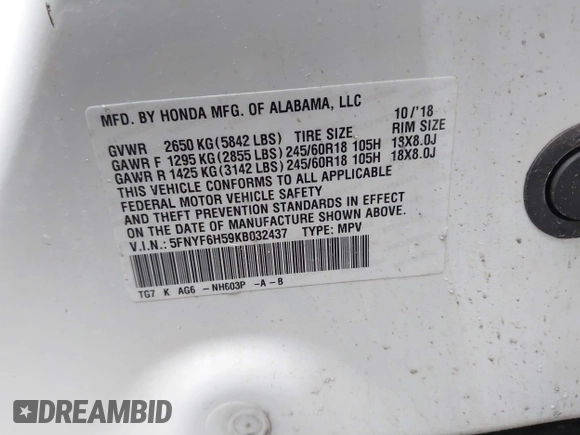 MFD. BY HONDA MFG. OF ALABAMA, LLC 10/'18
GVWR 2650 KG (5842 LBS) TIRE SIZE RIM SIZE
GAWR F 1295 KG (2855 LBS) 245/60R18 105H 18X8.0J
GAWR R 1425 KG (3142 LBS) 245/60R18 105H 18X8.0J
THIS VEHICLE CONFORMS TO ALL APPLICABLE
FEDERAL MOTOR VEHICLE SAFETY
AND THEFT PREVENTION STANDARDS IN EFFECT
ON THE DATE OF MANUFACTURE SHOWN ABOVE.
V.I.N.: 5FNYF6H59KB032437 TYPE: MPV
TG7 K AG6 -NH603P -A-B
DREAMBID